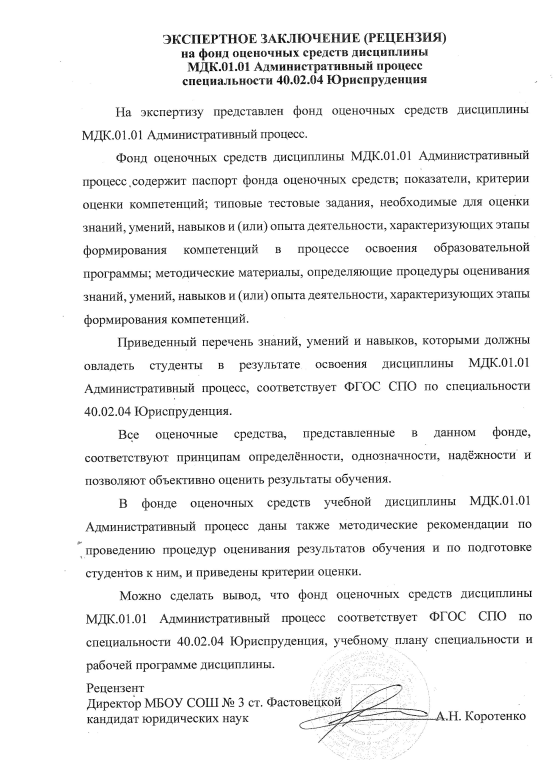 ЭКСПЕРТНОЕ ЗАКЛЮЧЕНИЕ (РЕЦЕНЗИЯ)
на фонд оценочных средств дисциплины
МДК.01.01 Административный процесс
специальности 40.02.04 Юриспруденция
На экспертизу представлен фонд оценочных средств дисциплины
МДК.01.01 Административный процесс.
Фонд оценочных средств дисциплины МДК.01.01 Административный
процесс содержит паспорт фонда оценочных средств; показатели, критерии
оценки компетенций; типовые тестовые задания, необходимые для оценки
знаний, умений, навыков и (или) опыта деятельности, характеризующих этапы
формирования компетенций в процессе освоения образовательной
программы; методические материалы, определяющие процедуры оценивания
знаний, умений, навыков и (или) опыта деятельности, характеризующих этапы
формирования компетенций.
Приведенный перечень знаний, умений и навыков, которыми должны
овладеть студенты в результате освоения дисциплины МДК.01.01
Административный процесс, соответствует ФГОС СПО по специальности
40.02.04 Юриспруденция.
Все оценочные средства, представленные в данном фонде,
соответствуют принципам определённости, однозначности, надёжности и
позволяют объективно оценить результаты обучения.
В фонде оценочных средств учебной дисциплины МДК.01.01
Административный процесс даны также методические рекомендации по
проведению процедур оценивания результатов обучения и по подготовке
студентов к ним, и приведены критерии оценки.
Можно сделать вывод, что фонд оценочных средств дисциплины
МДК.01.01 Административный процесс соответствует ФГОС СПО по
специальности 40.02.04 Юриспруденция, учебному плану специальности и
рабочей программе дисциплины.
Рецензент
Директор МБОУ СОШ № 3 ст. Фастовецкой
кандидат юридических наук А.Н. Коротенко